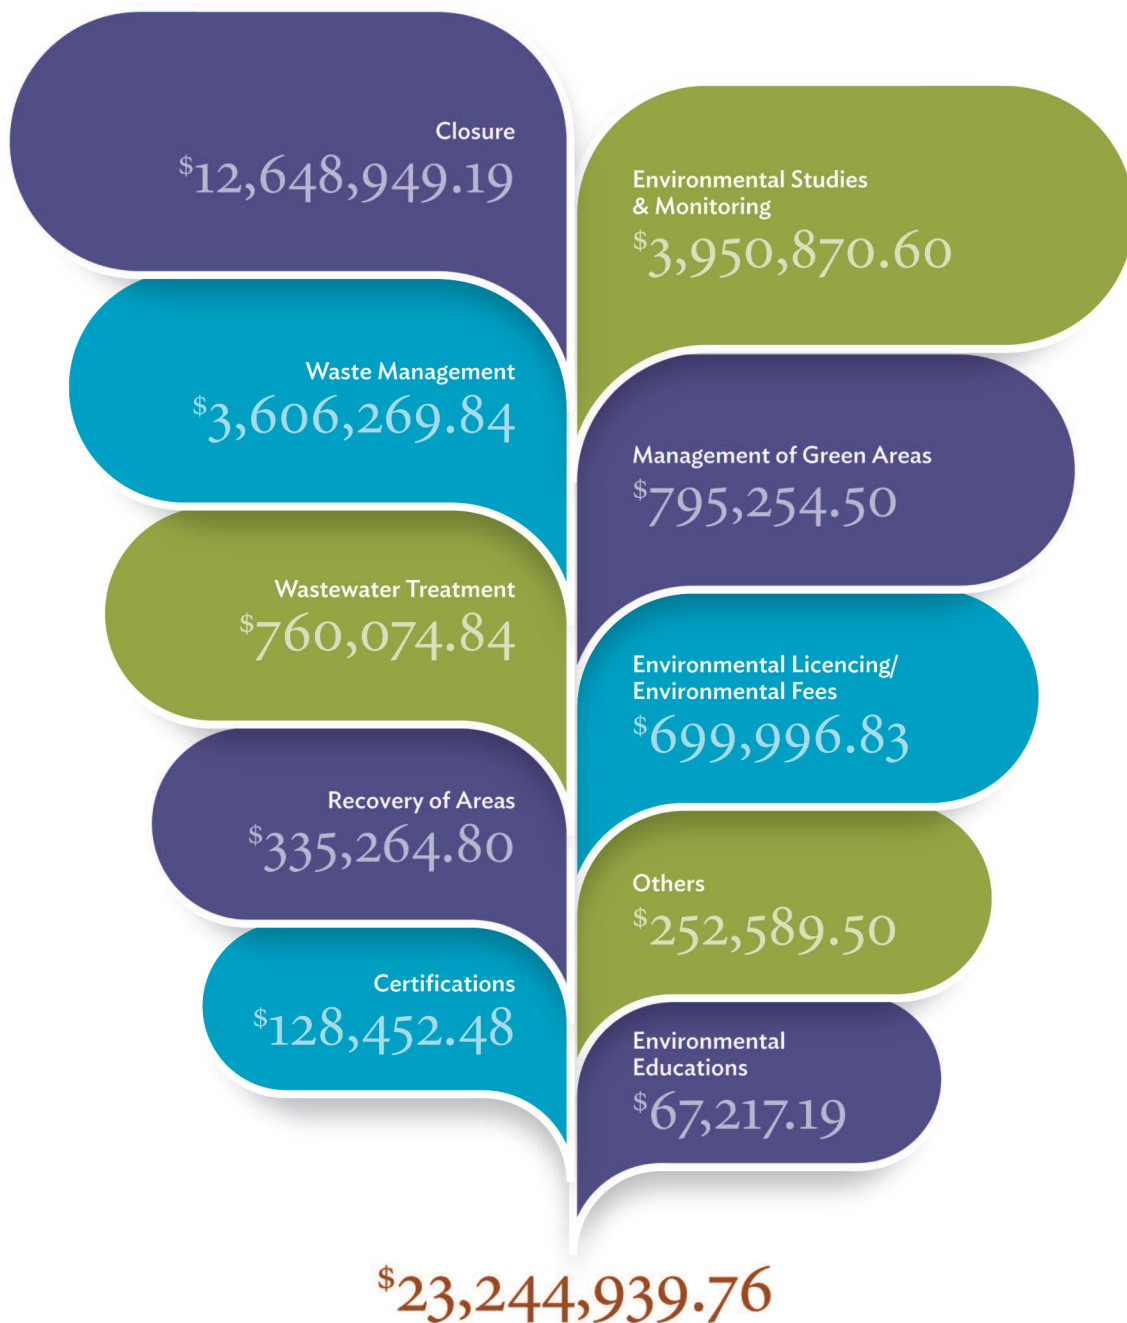 Closure
$12,648,949.19
Environmental Studies
& Monitoring
$3,950,870.60
Waste Management
$3,606,269.84
Management of Green Areas
$795,254.50
Wastewater Treatment
$760,074.84
Environmental Licencing/
Environmental Fees
$699,996.83
Recovery of Areas
$335,264.80
Others
$252,589.50
Certifications
$128,452.48
Environmental
Educations
$67,217.19
$23,244,939.76